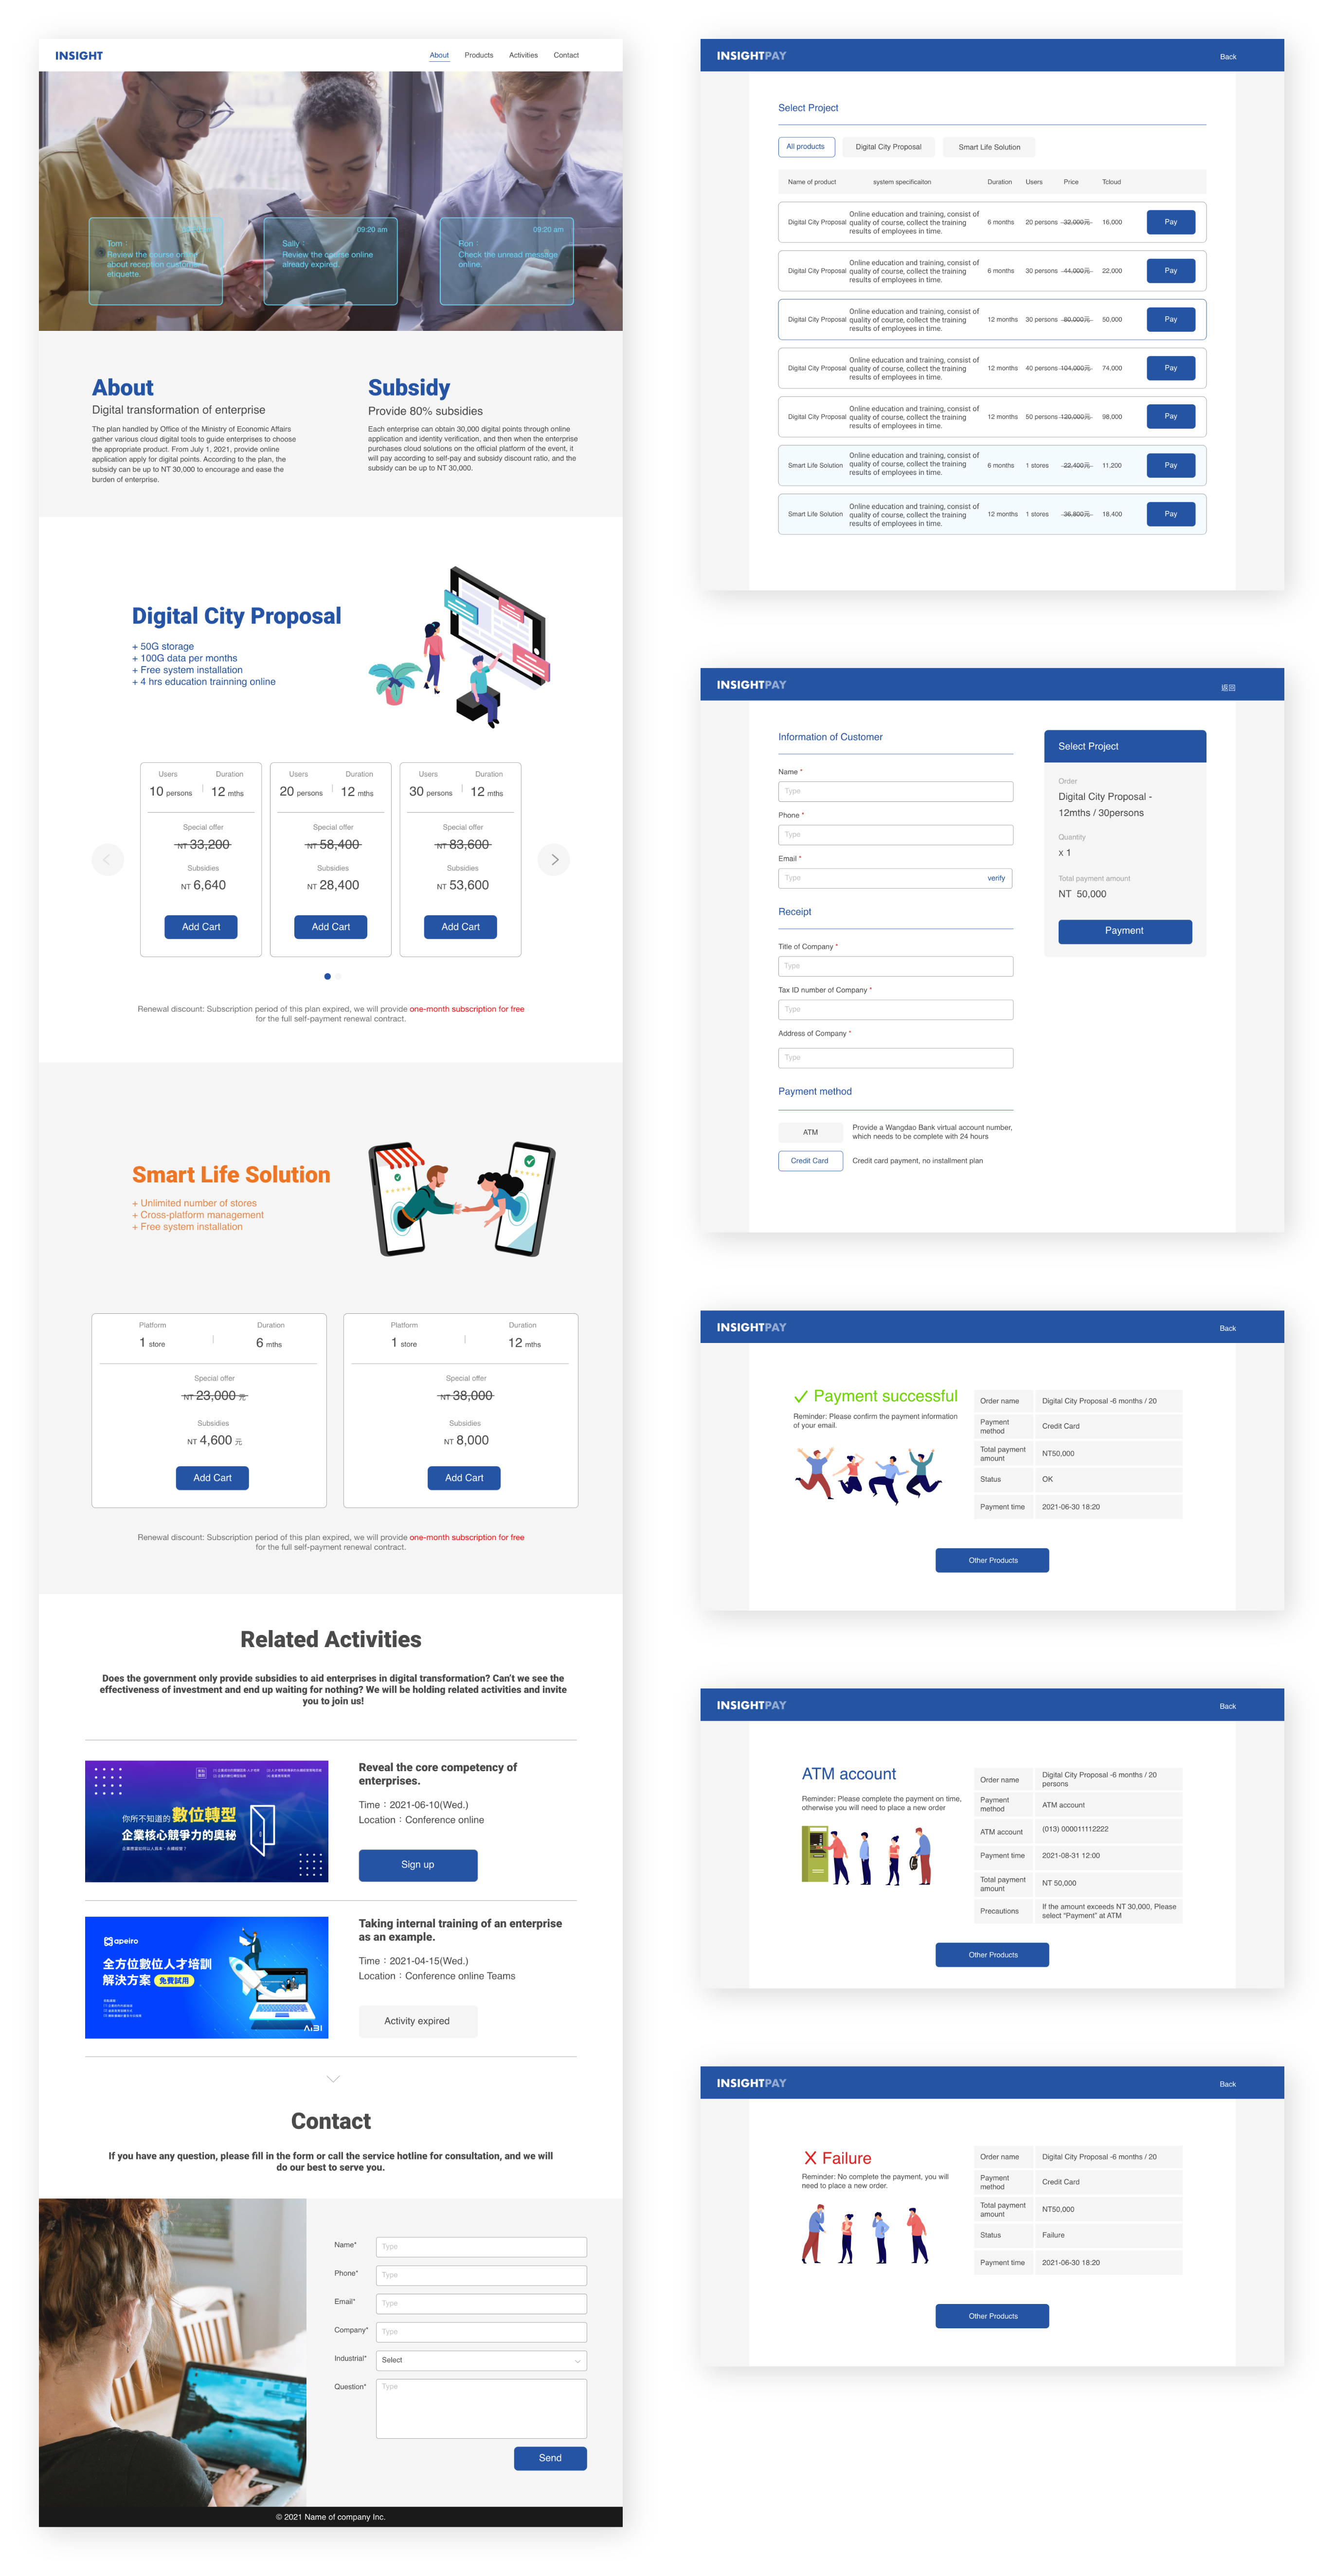 INSIGHT
About Products Activities Contact
09:20 am
Tom：
Review the course online
about reception customer
etiquette.
09:20 am
Sally：
Review the course online
already expired.
09:20 am
Ron：
Check the unread message
online.
About
Digital transformation of enterprise
The plan handled by Office of the Ministry of Economic Affairs
gather various cloud digital tools to guide enterprises to choose
the appropriate product. From July 1, 2021, provide online
application apply for digital points. According to the plan, the
subsidy can be up to NT 30,000 to encourage and ease the
burden of enterprise.
Subsidy
Provide 80% subsidies
Each enterprise can obtain 30,000 digital points through online
application and identity verification, and then when the enterprise
purchases cloud solutions on the official platform of the event, it
will pay according to self-pay and subsidy discount ratio, and the
subsidy can be up to NT 30,000.
Digital City Proposal
+ 50G storage
+ 100G data per months
+ Free system installation
+ 4 hrs education trainning online
Users Duration
10 persons 12 mths
Special offer
NT 33,200
Subsidies
NT 6,640
Add Cart
Users Duration
20 persons 12 mths
Special offer
NT 58,400
Subsidies
NT 28,400
Add Cart
Users Duration
30 persons 12 mths
Special offer
NT 83,600
Subsidies
NT 53,600
Add Cart
Renewal discount: Subscription period of this plan expired, we will provide one-month subscription for free
for the full self-payment renewal contract.
Smart Life Solution
+ Unlimited number of stores
+ Cross-platform management
+ Free system installation
Platform Duration
1 store 6 mths
Special offer
NT 23,000 元
Subsidies
NT 4,600 元
Add Cart
Platform Duration
1 store 12 mths
Special offer
NT 38,000
Subsidies
NT 8,000
Add Cart
Renewal discount: Subscription period of this plan expired, we will provide one-month subscription for free
for the full self-payment renewal contract.
Related Activities
Does the government only provide subsidies to aid enterprises in digital transformation? Can't we see the
effectiveness of investment and end up waiting for nothing? We will be holding related activities and invite
you to join us!
你所不知道的 數位轉型
企業核心競爭力的奧秘
Reveal the core competency of
enterprises.
Time：2021-06-10(Wed.)
Location：Conference online
Sign up
apeiro
全方位數位人才培訓
解決方案 免費試用
AIBI
Taking internal training of an enterprise
as an example.
Time：2021-04-15(Wed.)
Location：Conference online Teams
Activity expired
Contact
If you have any question, please fill in the form or call the service hotline for consultation, and we will
do our best to serve you.
Name* Type
Phone* Type
Email* Type
Company* Type
Industrial* Select
Question* Type
Send
© 2021 Name of company Inc.
INSIGHTPAY Back
Select Project
All products Digital City Proposal Smart Life Solution
Name of product system specificaiton Duration Users Price Tcloud
Online education and training, consist of
Digital City Proposal quality of course, collect the training 6 months 20 persons 32,000元 16,000 Pay
results of employees in time.
Online education and training, consist of
Digital City Proposal quality of course, collect the training 6 months 30 persons 44,000元 22,000 Pay
results of employees in time.
Online education and training, consist of
Digital City Proposal quality of course, collect the training 12 months 30 persons 80,000元 50,000 Pay
results of employees in time.
Online education and training, consist of
Digital City Proposal quality of course, collect the training 12 months 40 persons 104,000元 74,000 Pay
results of employees in time.
Online education and training, consist of
Digital City Proposal quality of course, collect the training 12 months 50 persons 120,000元 98,000 Pay
results of employees in time.
Online education and training, consist of
Smart Life Solution quality of course, collect the training 6 months 1 stores 22,400元 11,200 Pay
results of employees in time.
Online education and training, consist of
Smart Life Solution quality of course, collect the training 12 months 1 stores 36,800元 18,400 Pay
results of employees in time.
INSIGHTPAY 返回
Information of Customer
Name *
Type
Phone *
Type
Email *
Type verify
Receipt
Title of Company *
Type
Tax ID number of Company *
Type
Address of Company *
Type
Payment method
ATM
Provide a Wangdao Bank virtual account number,
which needs to be complete with 24 hours
Credit Card Credit card payment, no installment plan
Select Project
Order
Digital City Proposal -
12mths / 30persons
Quantity
x 1
Total payment amount
NT 50,000
Payment
INSIGHTPAY Back
Payment successful
Reminder: Please confirm the payment information
of your email.
Order name Digital City Proposal -6 months / 20
Payment
method
Credit Card
Total payment
amount
NT50,000
Status OK
Payment time 2021-06-30 18:20
Other Products
INSIGHTPAY Back
ATM account
Reminder: Please complete the payment on time,
otherwise you will need to place a new order
Order name
Digital City Proposal -6 months / 20
persons
Payment
method
ATM account
ATM account (013) 000011112222
Payment time 2021-08-31 12:00
Total payment
amount
NT 50,000
Precautions
If the amount exceeds NT 30,000, Please
select "Payment" at ATM
Other Products
INSIGHTPAY Back
Failure
Reminder: No complete the payment, you will
need to place a new order.
Order name Digital City Proposal -6 months / 20
Payment
method
Credit Card
Total payment
amount
NT50,000
Status Failure
Payment time 2021-06-30 18:20
Other Products